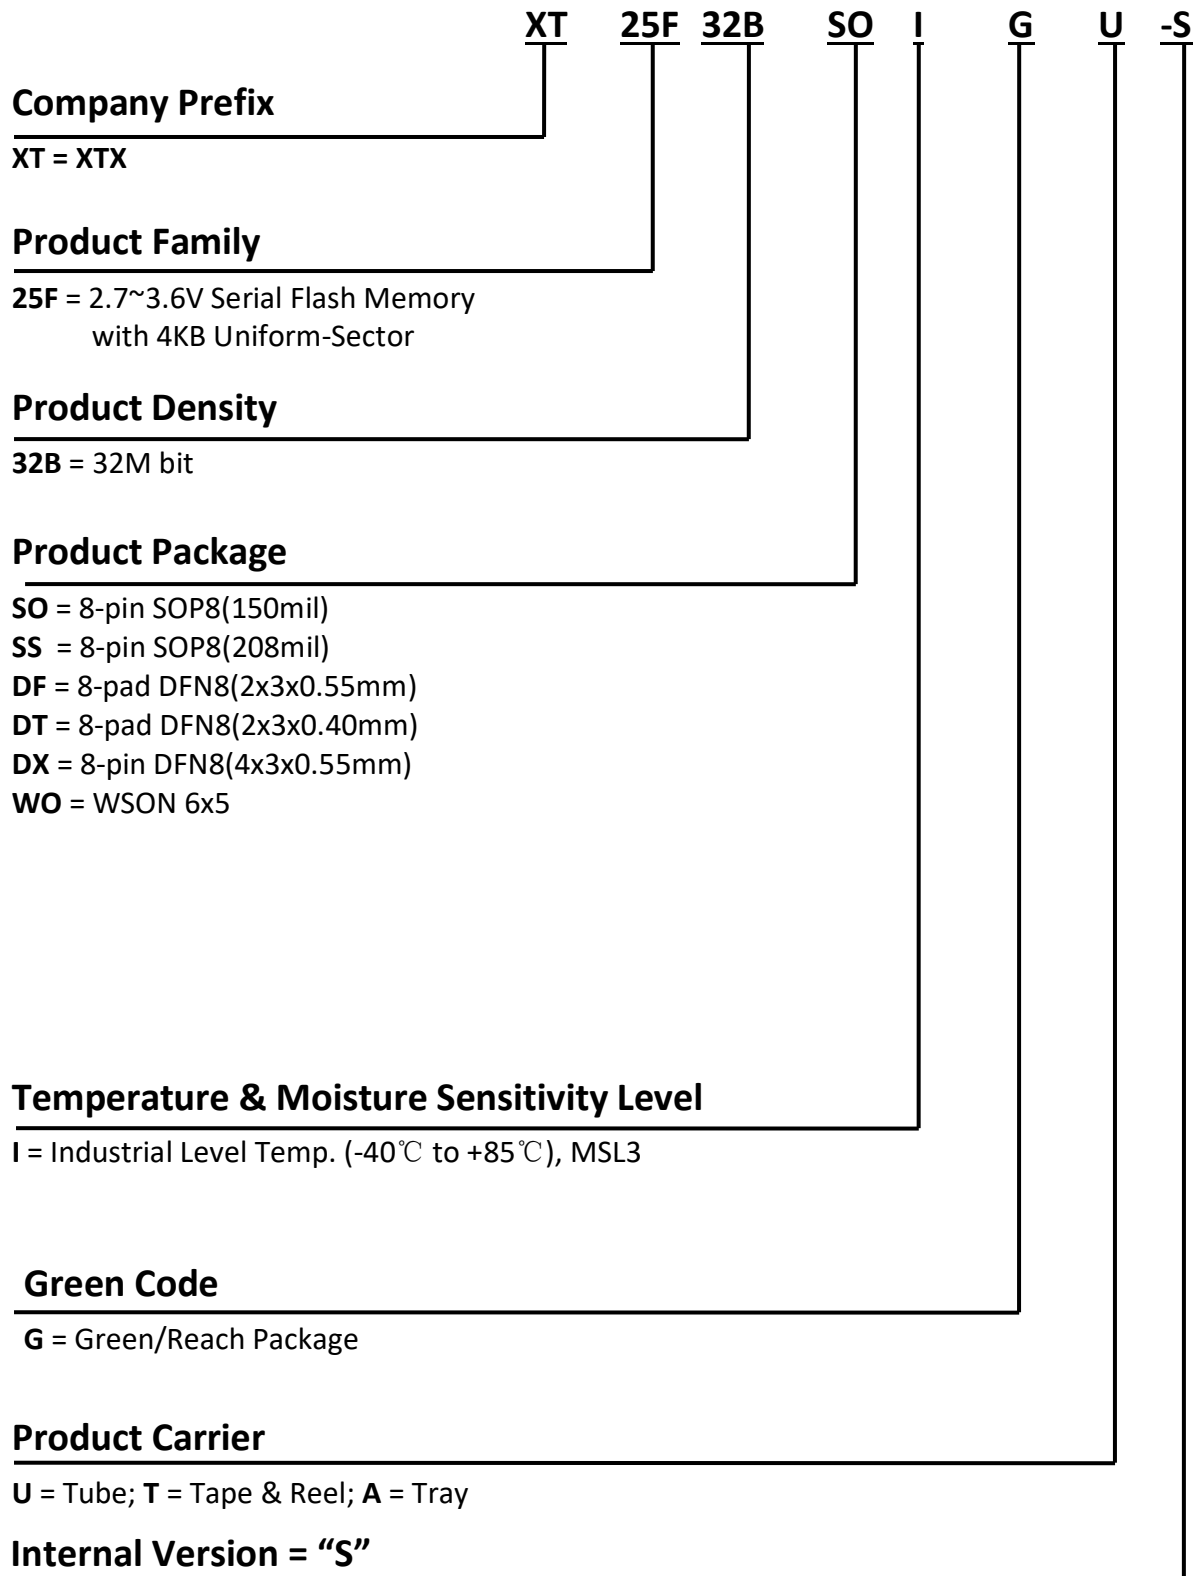 XT 25F 32B SO I G U -S
Company Prefix
XT = XTX
Product Family
25F = 2.7~3.6V Serial Flash Memory
with 4KB Uniform-Sector
Product Density
32B = 32M bit
Product Package
SO = 8-pin SOP8(150mil)
SS = 8-pin SOP8(208mil)
DF = 8-pad DFN8(2x3x0.55mm)
DT = 8-pad DFN8(2x3x0.40mm)
DX = 8-pin DFN8(4x3x0.55mm)
WO = WSON 6x5
Temperature & Moisture Sensitivity Level
I = Industrial Level Temp. (-40℃ to +85℃), MSL3
Green Code
G = Green/Reach Package
Product Carrier
U = Tube; T = Tape & Reel; A = Tray
Internal Version = “S”